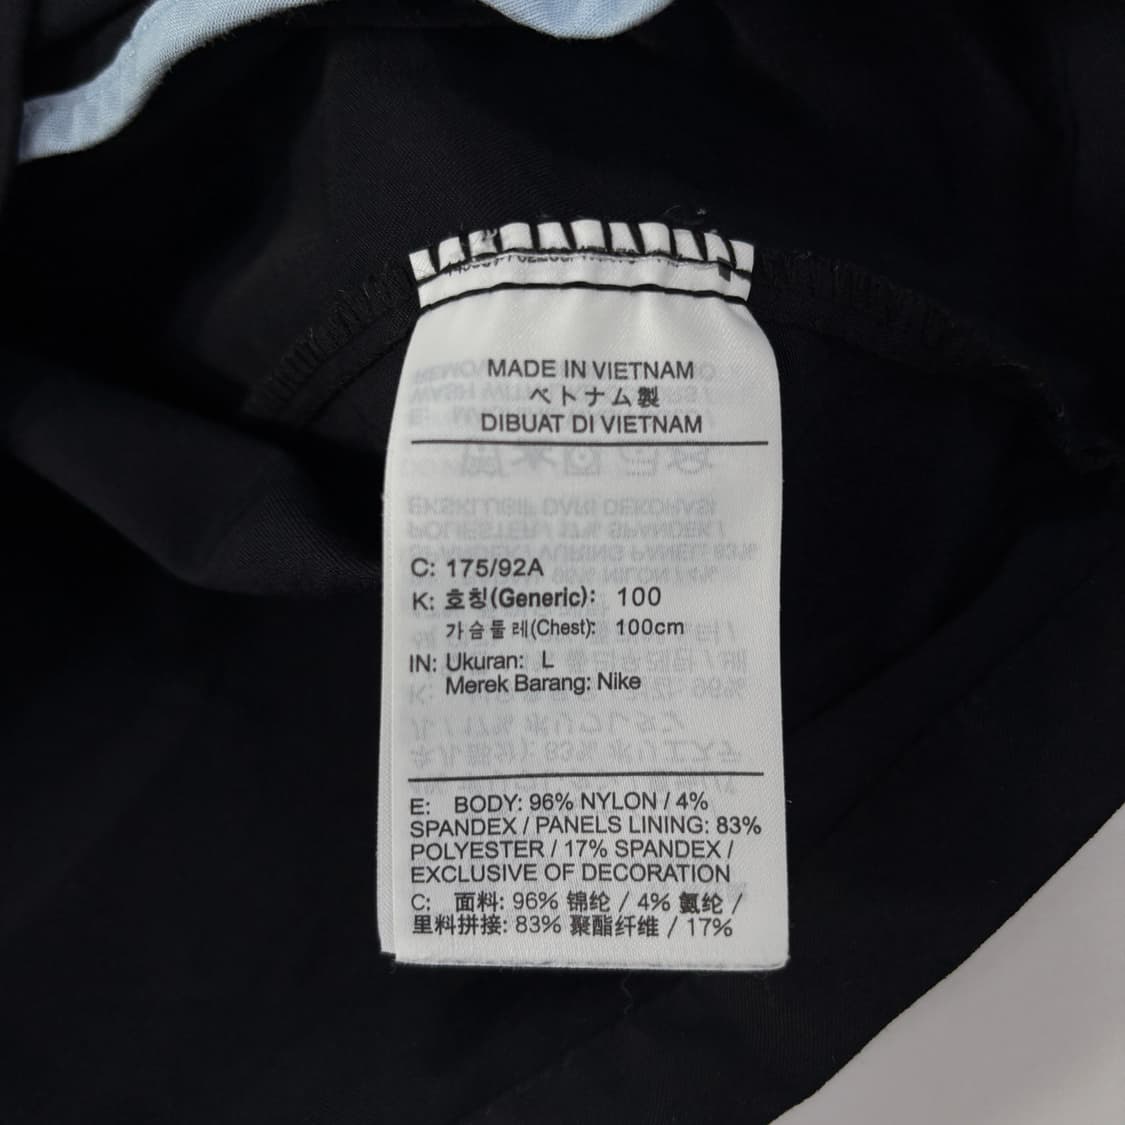 MADE IN VIETNAM
ベトナム製
DIBUAT DI VIETNAM
C: 175/92A
K: 호칭(Generic): 100
가슴둘레(Chest): 100cm
IN: Ukuran: L
Merek Barang: Nike
E: BODY: 96% NYLON / 4%
SPANDEX / PANELS LINING: 83%
POLYESTER / 17% SPANDEX /
EXCLUSIVE OF DECORATION
C: 面料: 96% 锦纶 / 4% 氨纶 /
里料拼接: 83% 聚酯纤维 / 17%